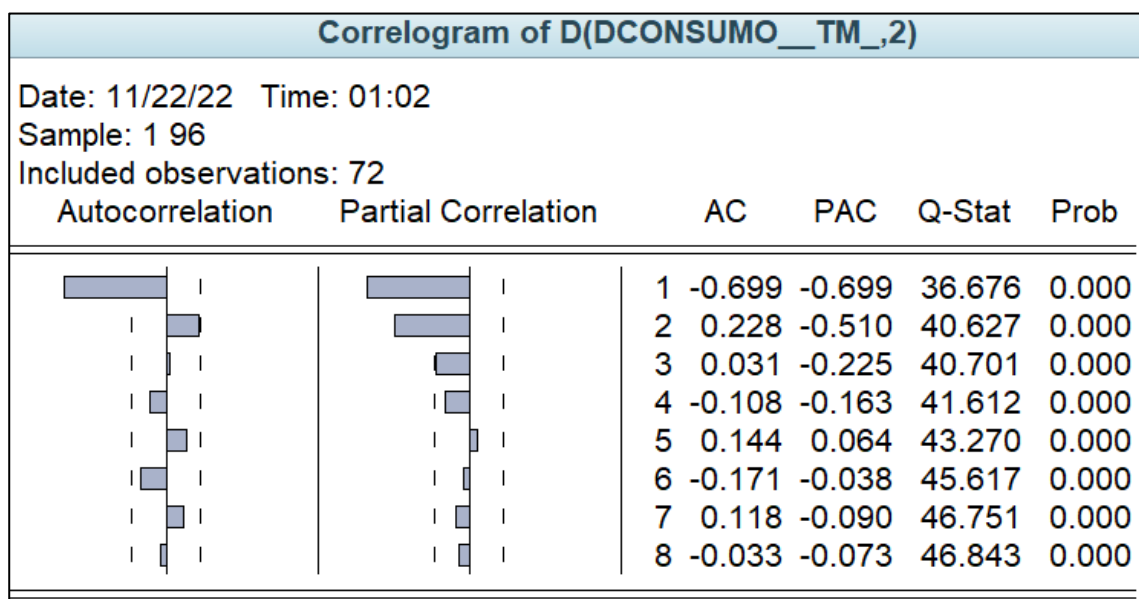 Correlogram of D(DCONSUMO__TM_,2)
Date: 11/22/22 Time: 01:02
Sample: 1 96
Included observations: 72
Autocorrelation Partial Correlation AC PAC Q-Stat Prob
1 -0.699 -0.699 36.676 0.000
2 0.228 -0.510 40.627 0.000
3 0.031 -0.225 40.701 0.000
4 -0.108 -0.163 41.612 0.000
5 0.144 0.064 43.270 0.000
6 -0.171 -0.038 45.617 0.000
7 0.118 -0.090 46.751 0.000
8 -0.033 -0.073 46.843 0.000